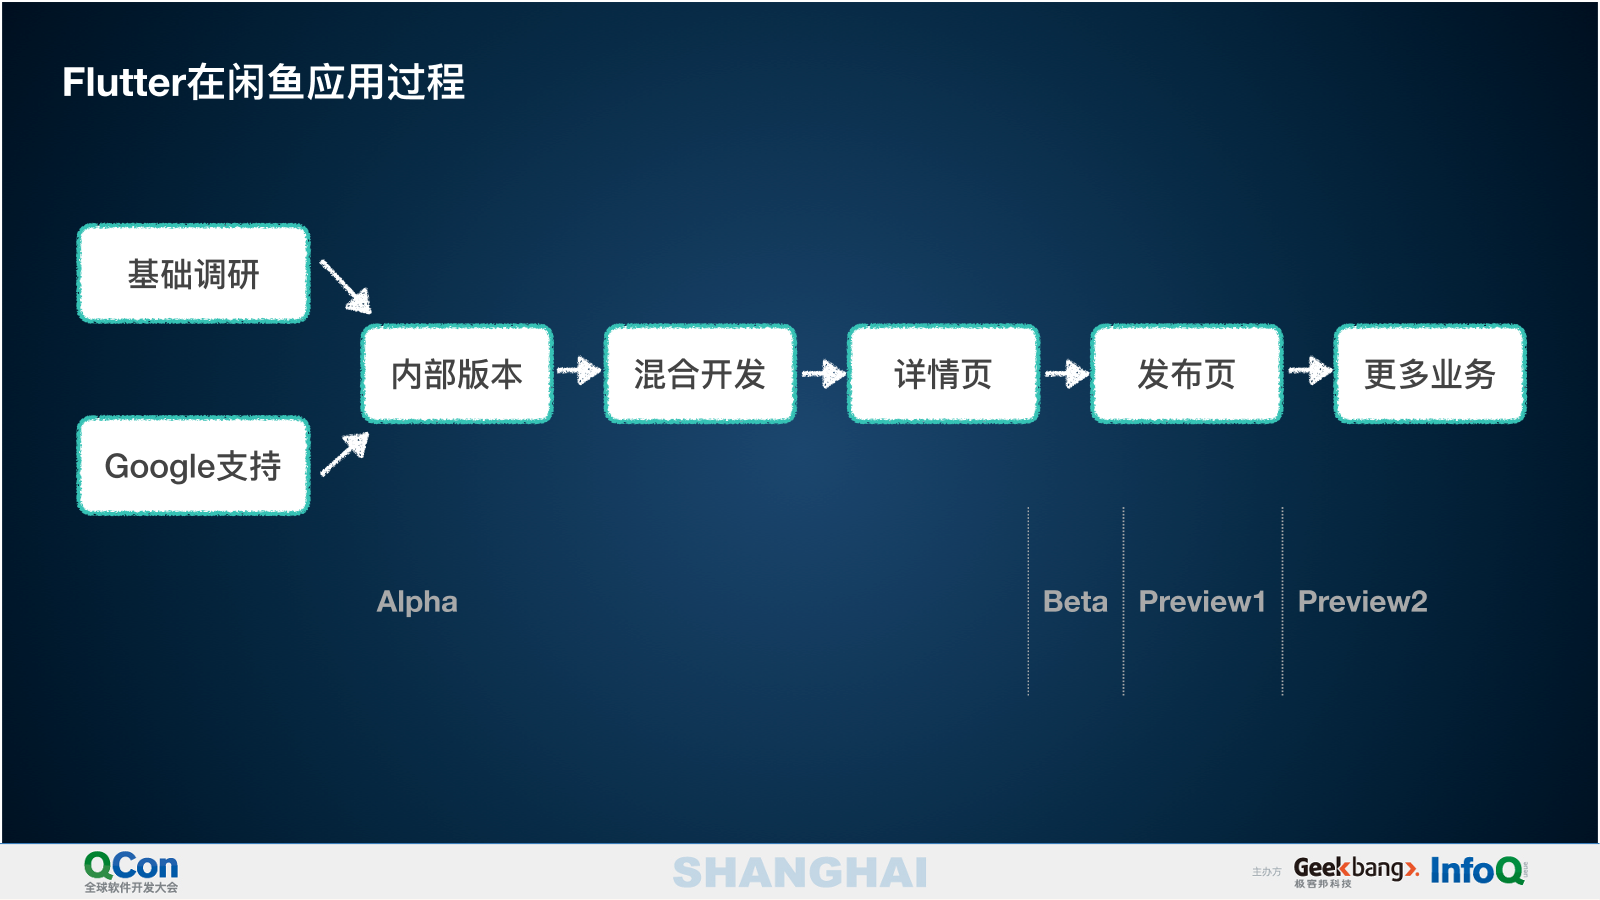 Flutter在闲鱼应用过程
基础调研
Google支持
内部版本
混合开发
详情页
发布页
更多业务
Alpha
Beta
Preview1
Preview2
QCon
全球软件开发大会
SHANGHAI
主办方
Geekbang
极客邦科技
InfoQ